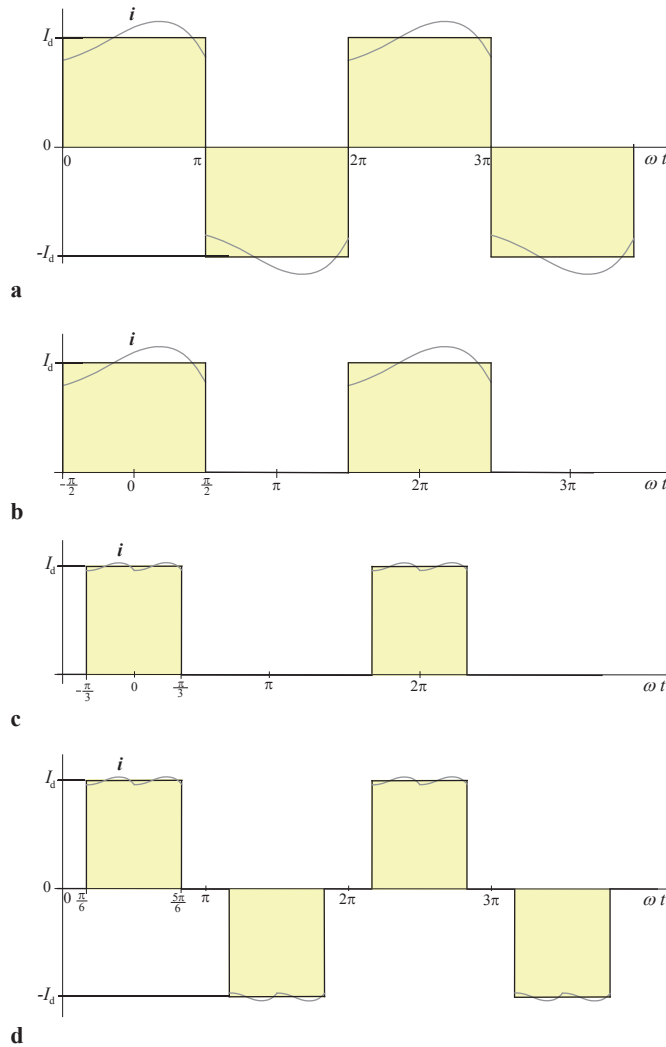 i
I_d
0
0 π 2π 3π ω t
-I_d
a
i
I_d
-π/2 0 π/2 π 2π 3π ω t
b
i
I_d
-π/3 0 π/3 π 2π ω t
c
i
I_d
0
0 π/6 5π/6 π 2π 3π ω t
-I_d
d